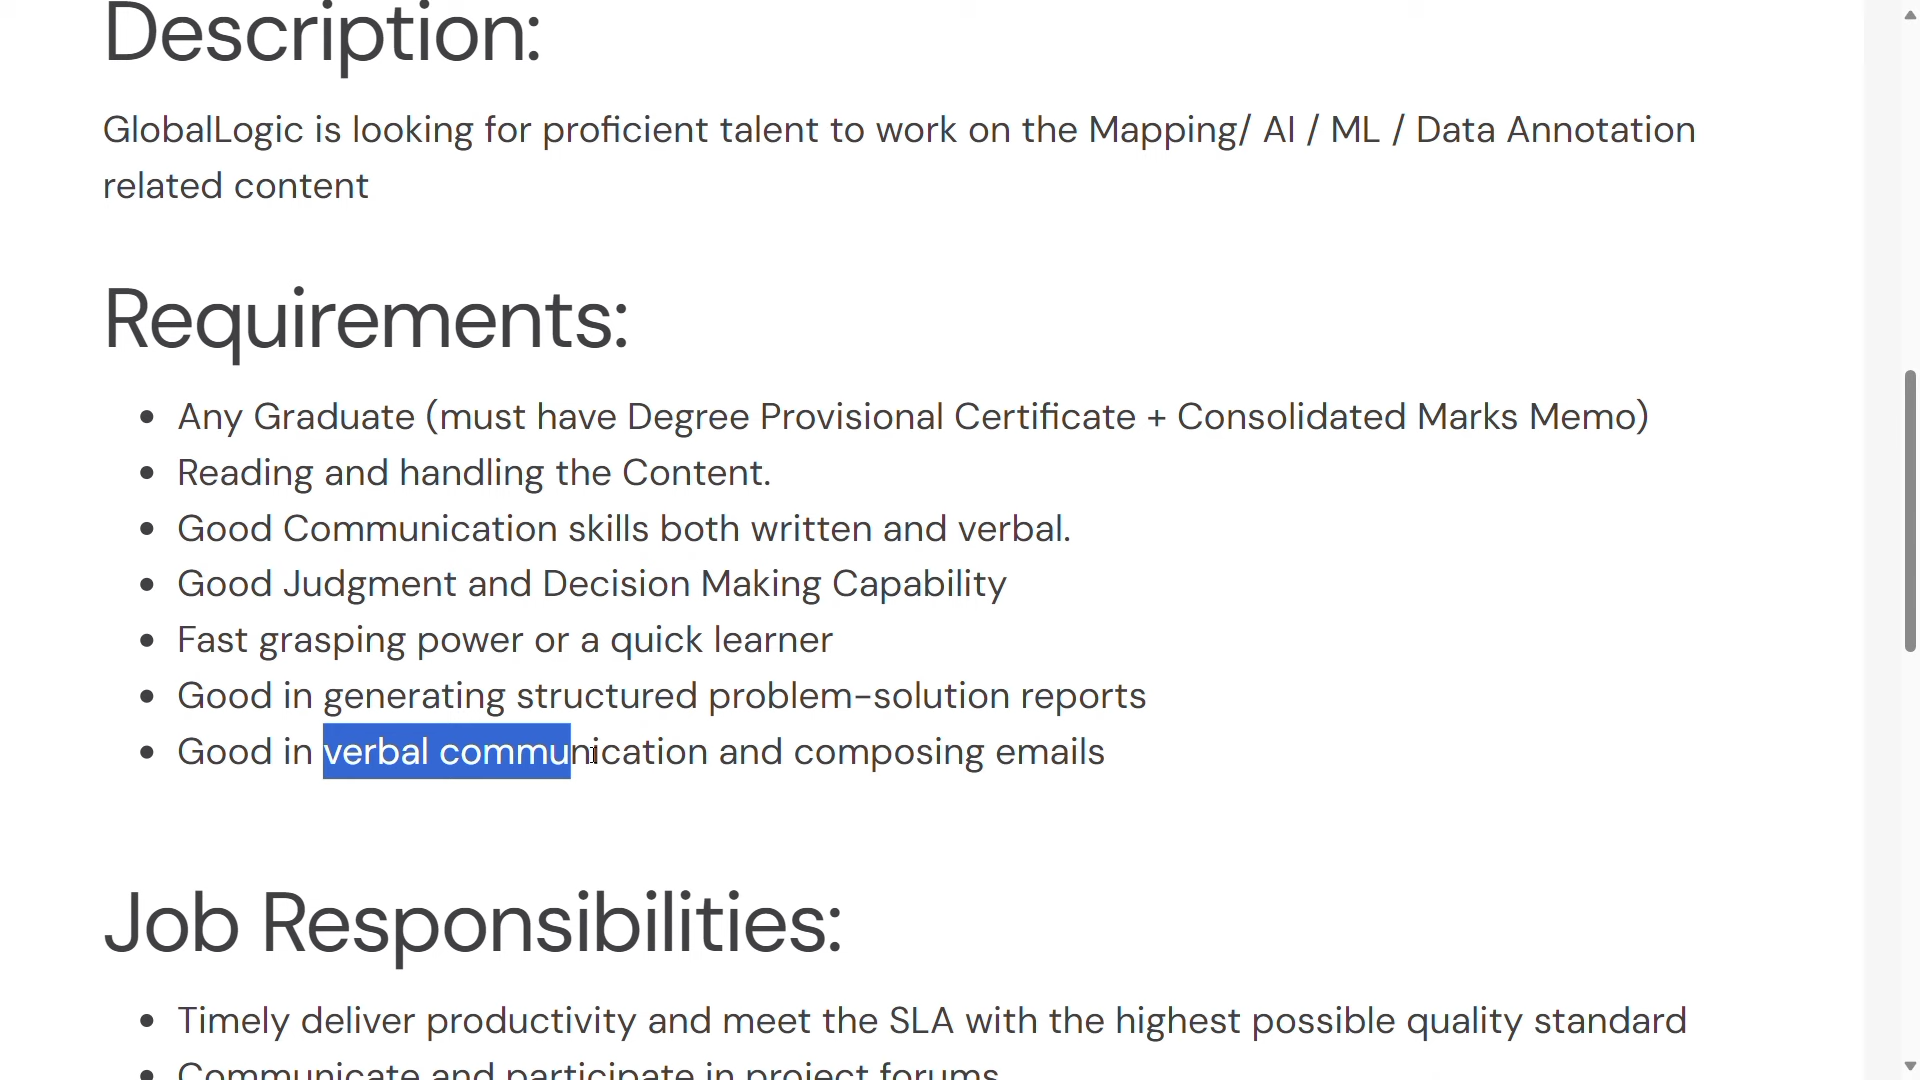 Description:
GlobalLogic is looking for proficient talent to work on the Mapping/ AI / ML / Data Annotation
related content
Requirements:
• Any Graduate (must have Degree Provisional Certificate + Consolidated Marks Memo)
• Reading and handling the Content.
• Good Communication skills both written and verbal.
• Good Judgment and Decision Making Capability
• Fast grasping power or a quick learner
• Good in generating structured problem-solution reports
• Good in verbal communication and composing emails
Job Responsibilities:
• Timely deliver productivity and meet the SLA with the highest possible quality standard
• Communicate and participate in project forums